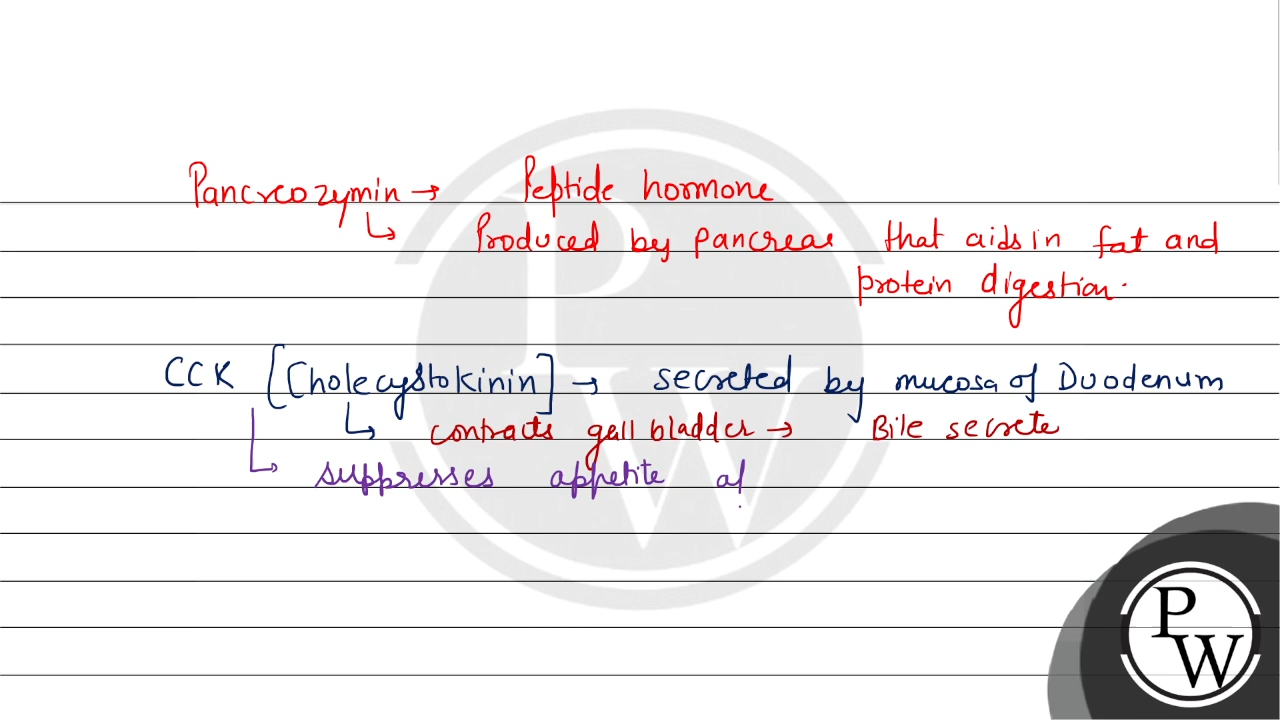 Pancreozymin → Peptide hormone
↳ Produced by pancreas that aids in fat and
protein digestion.
CCK [Cholecystokinin] → secreted by mucosa of Duodenum
↳ contracts gall bladder → Bile secrete
↳ suppresses appetite
PW